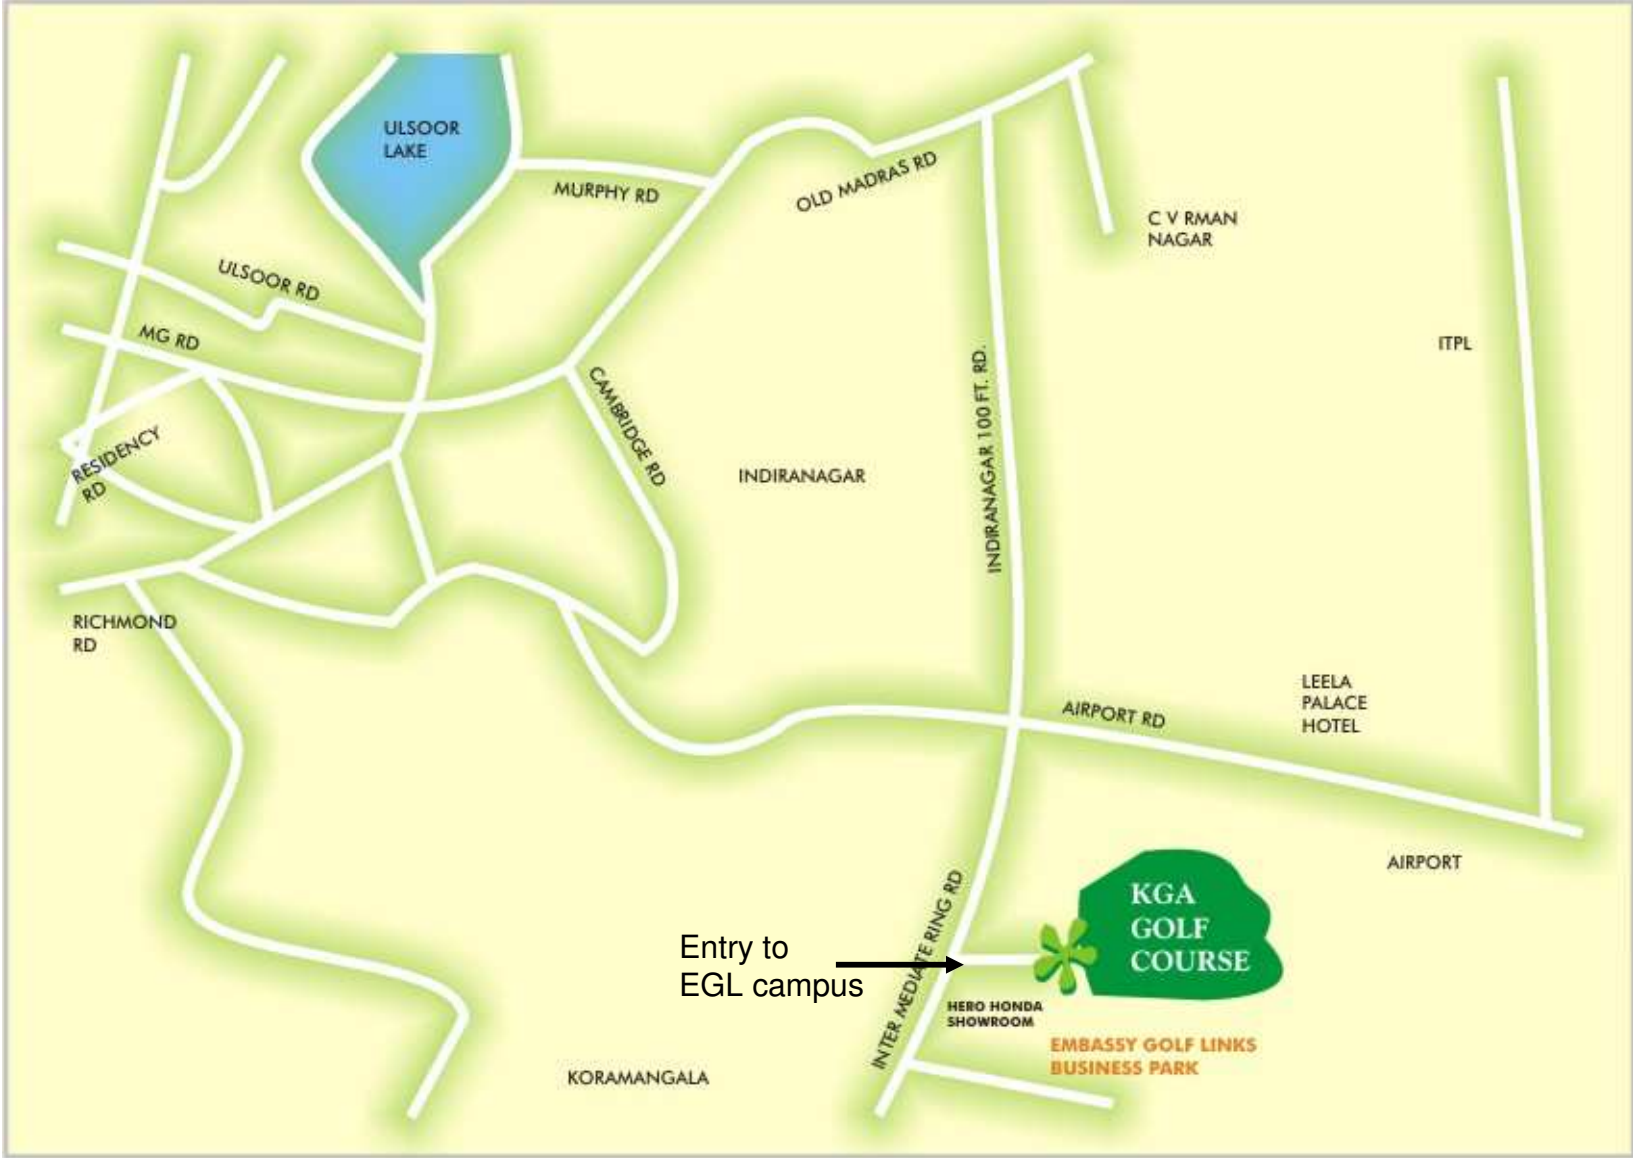 ULSOOR
LAKE
MURPHY RD
OLD MADRAS RD
C V RMAN
NAGAR
ULSOOR RD
MG RD
ITPL
CAMBRIDGE RD
INDIRANAGAR 100 FT. RD.
RESIDENCY
RD
INDIRANAGAR
RICHMOND
RD
LEELA
PALACE
HOTEL
AIRPORT RD
AIRPORT
KGA
GOLF
COURSE
INTER MEDIATE RING RD
Entry to
EGL campus
HERO HONDA
SHOWROOM
EMBASSY GOLF LINKS
BUSINESS PARK
KORAMANGALA